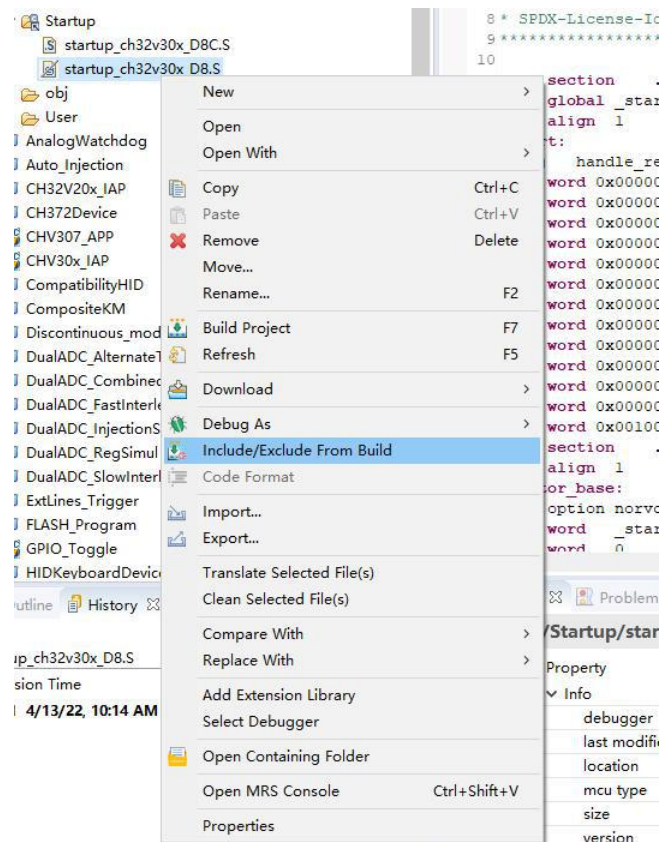 Startup
startup_ch32v30x_D8C.S
startup_ch32v30x_D8.S
obj
User
AnalogWatchdog
Auto_Injection
CH32V20x_IAP
CH372Device
CHV307_APP
CHV30x_IAP
CompatibilityHID
CompositeKM
Discontinuous_mod
DualADC_AlternateT
DualADC_Combined
DualADC_FastInterle
DualADC_InjectionS
DualADC_RegSimul
DualADC_SlowInterl
ExtLines_Trigger
FLASH_Program
GPIO_Toggle
HIDKeyboardDevic
utline History
up_ch32v30x_D8.S
sion Time
4/13/22, 10:14 AM
New >
Open
Open With >
Copy Ctrl+C
Paste Ctrl+V
Remove Delete
Move...
Rename... F2
Build Project F7
Refresh F5
Download >
Debug As >
Include/Exclude From Build
Code Format
Import...
Export...
Translate Selected File(s)
Clean Selected File(s)
Compare With >
Replace With >
Add Extension Library
Select Debugger
Open Containing Folder
Open MRS Console Ctrl+Shift+V
Properties
8 * SPDX-License-Id
9 *****************
10
section .
global _star
align 1
t:
handle_re
word 0x00000
word 0x00000
word 0x00000
word 0x00000
word 0x00000
word 0x00000
word 0x00000
word 0x00000
word 0x00000
word 0x00000
word 0x00000
word 0x00000
word 0x00100
section .
align 1
or_base:
option norvc
word _star
word 0
Problem
/Startup/star
Property
Info
debugger
last modifie
location
mcu type
size
version